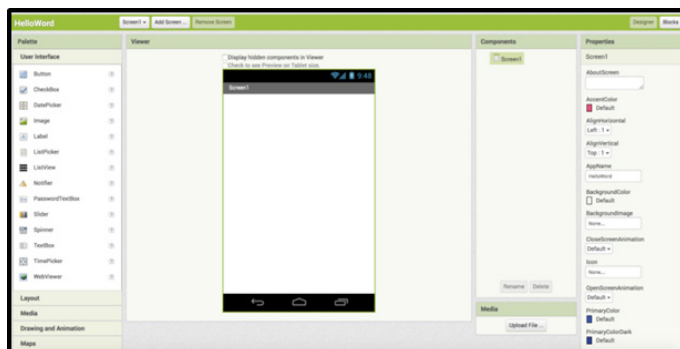 HelloWord
Screen1 Add Screen ... Remove Screen Designer Blocks
Palette
User Interface
Button
CheckBox
DatePicker
Image
Label
ListPicker
ListView
Notifier
PasswordTextBox
Slider
Spinner
TextBox
TimePicker
WebViewer
Layout
Media
Drawing and Animation
Maps
Viewer
Display hidden components in Viewer
Check to see Preview on Tablet size.
9:48
Screen1
Components
Screen1
Rename Delete
Media
Upload File ...
Properties
Screen1
AboutScreen
AccentColor
Default
AlignHorizontal
Left : 1
AlignVertical
Top : 1
AppName
HelloWord
BackgroundColor
Default
BackgroundImage
None...
CloseScreenAnimation
Default
Icon
None...
OpenScreenAnimation
Default
PrimaryColor
Default
PrimaryColorDark
Default